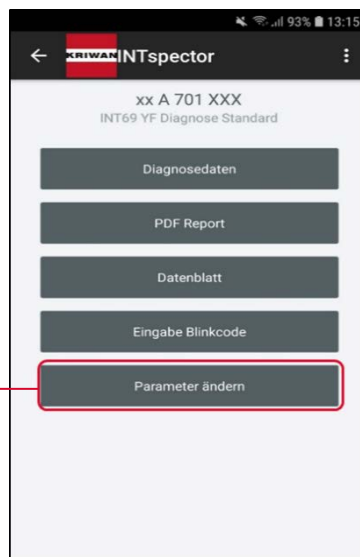 93% 13:15
KRIWAN INTspector
xx A 701 XXX
INT69 YF Diagnose Standard
Diagnosedaten
PDF Report
Datenblatt
Eingabe Blinkcode
Parameter ändern